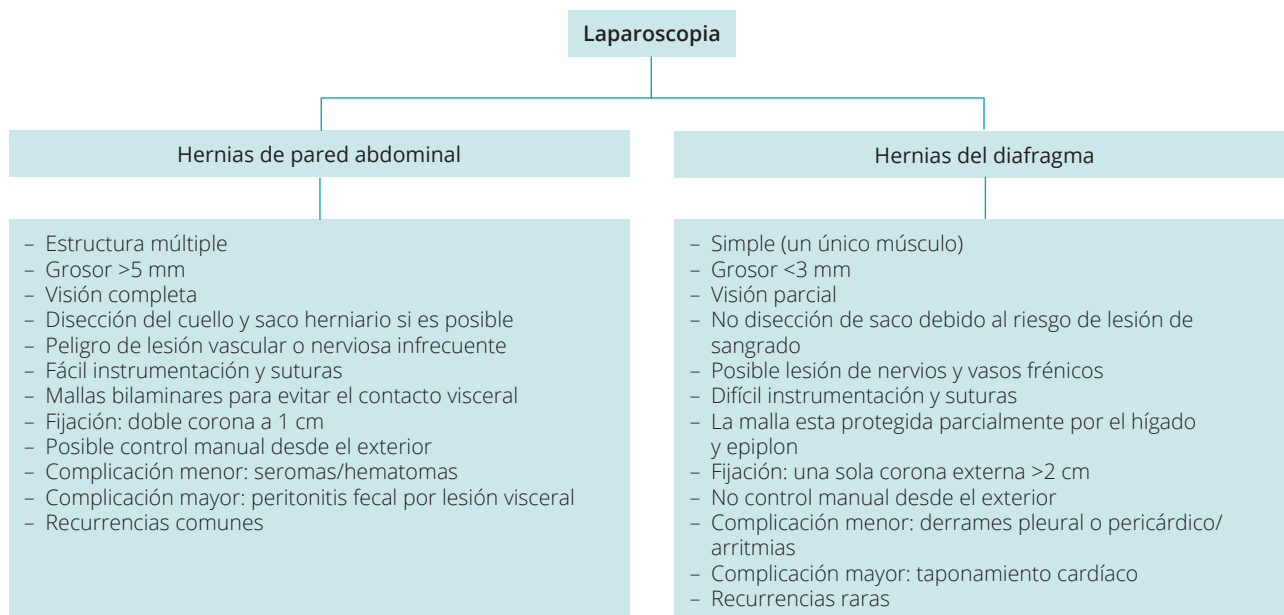 Laparoscopia
Hernias de pared abdominal
– Estructura múltiple
– Grosor >5 mm
– Visión completa
– Disección del cuello y saco herniario si es posible
– Peligro de lesión vascular o nerviosa infrecuente
– Fácil instrumentación y suturas
– Mallas bilaminares para evitar el contacto visceral
– Fijación: doble corona a 1 cm
– Posible control manual desde el exterior
– Complicación menor: seromas/hematomas
– Complicación mayor: peritonitis fecal por lesión visceral
– Recurrencias comunes
Hernias del diafragma
– Simple (un único músculo)
– Grosor <3 mm
– Visión parcial
– No disección de saco debido al riesgo de lesión de
sangrado
– Posible lesión de nervios y vasos frénicos
– Difícil instrumentación y suturas
– La malla esta protegida parcialmente por el hígado
y epiplon
– Fijación: una sola corona externa >2 cm
– No control manual desde el exterior
– Complicación menor: derrames pleural o pericárdico/
arritmias
– Complicación mayor: taponamiento cardíaco
– Recurrencias raras